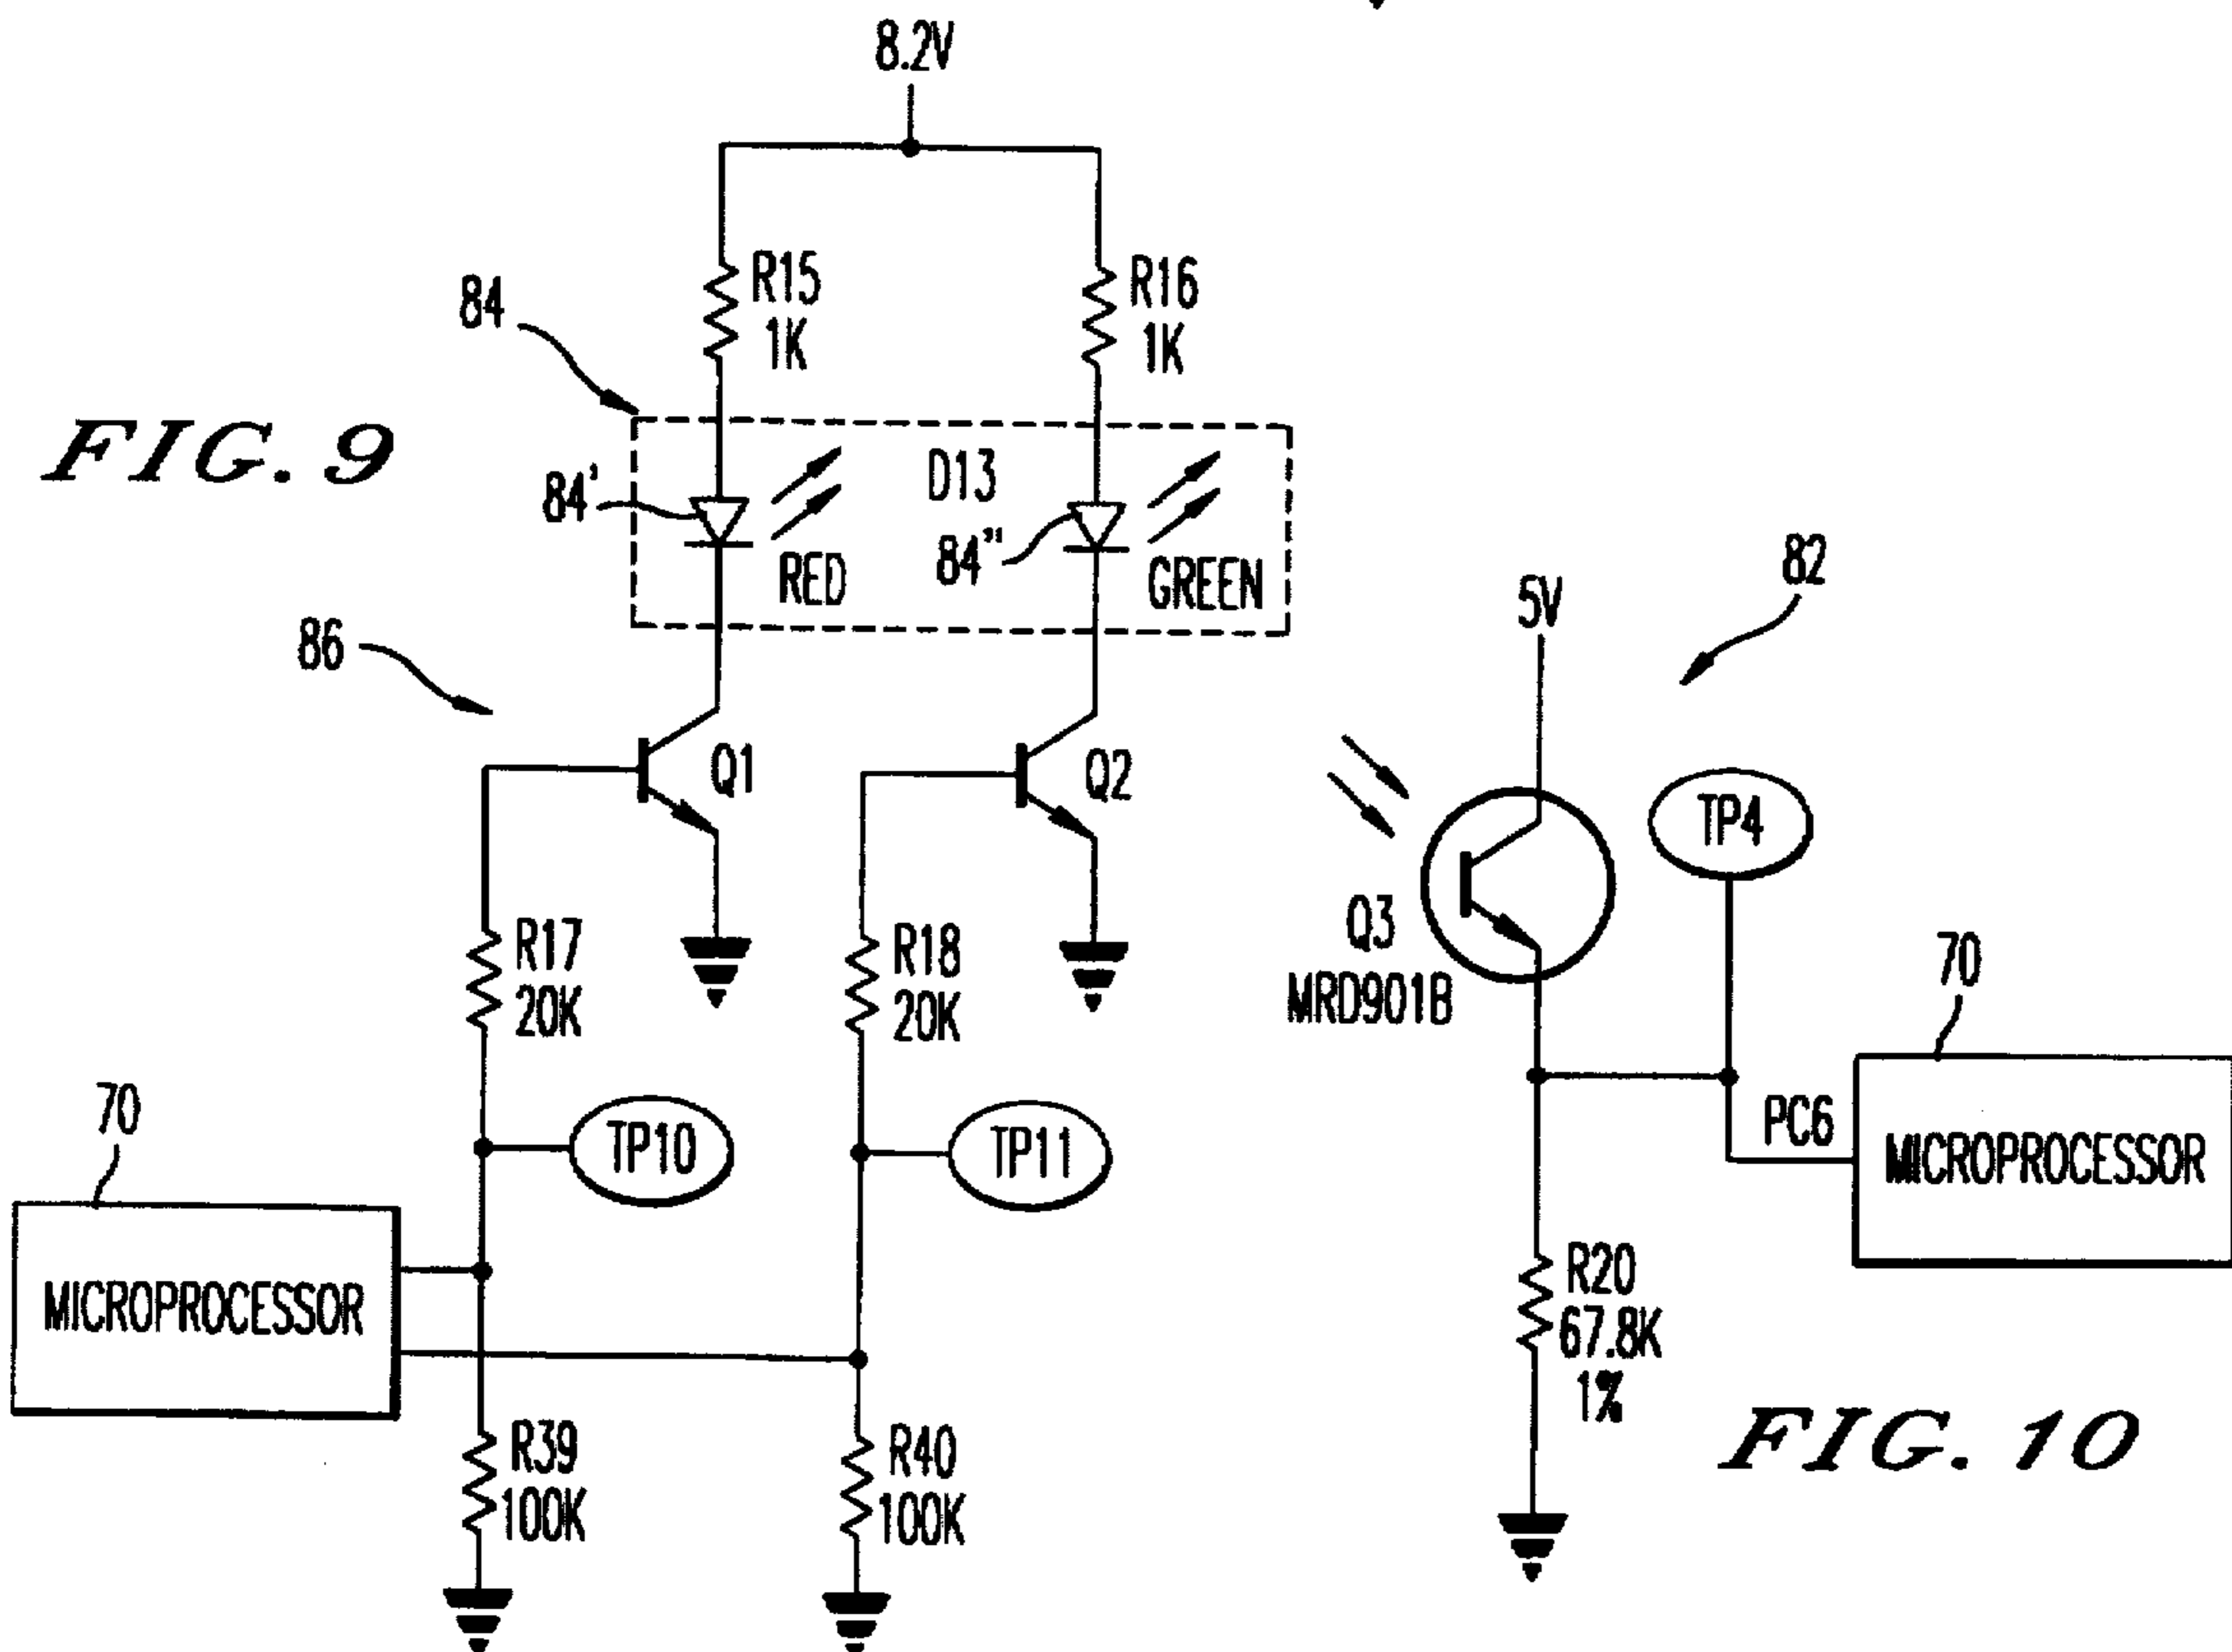 8.2V
R15
1K
R16
1K
84
FIG. 9
84'
D13
84"
RED
GREEN
86
Q1
Q2
R17
20K
R18
20K
TP10
TP11
70
MICROPROCESSOR
R39
100K
R40
100K
82
5V
TP4
Q3
MRD901B
70
PC6
MICROPROCESSOR
R20
67.8K
1%
FIG. 10